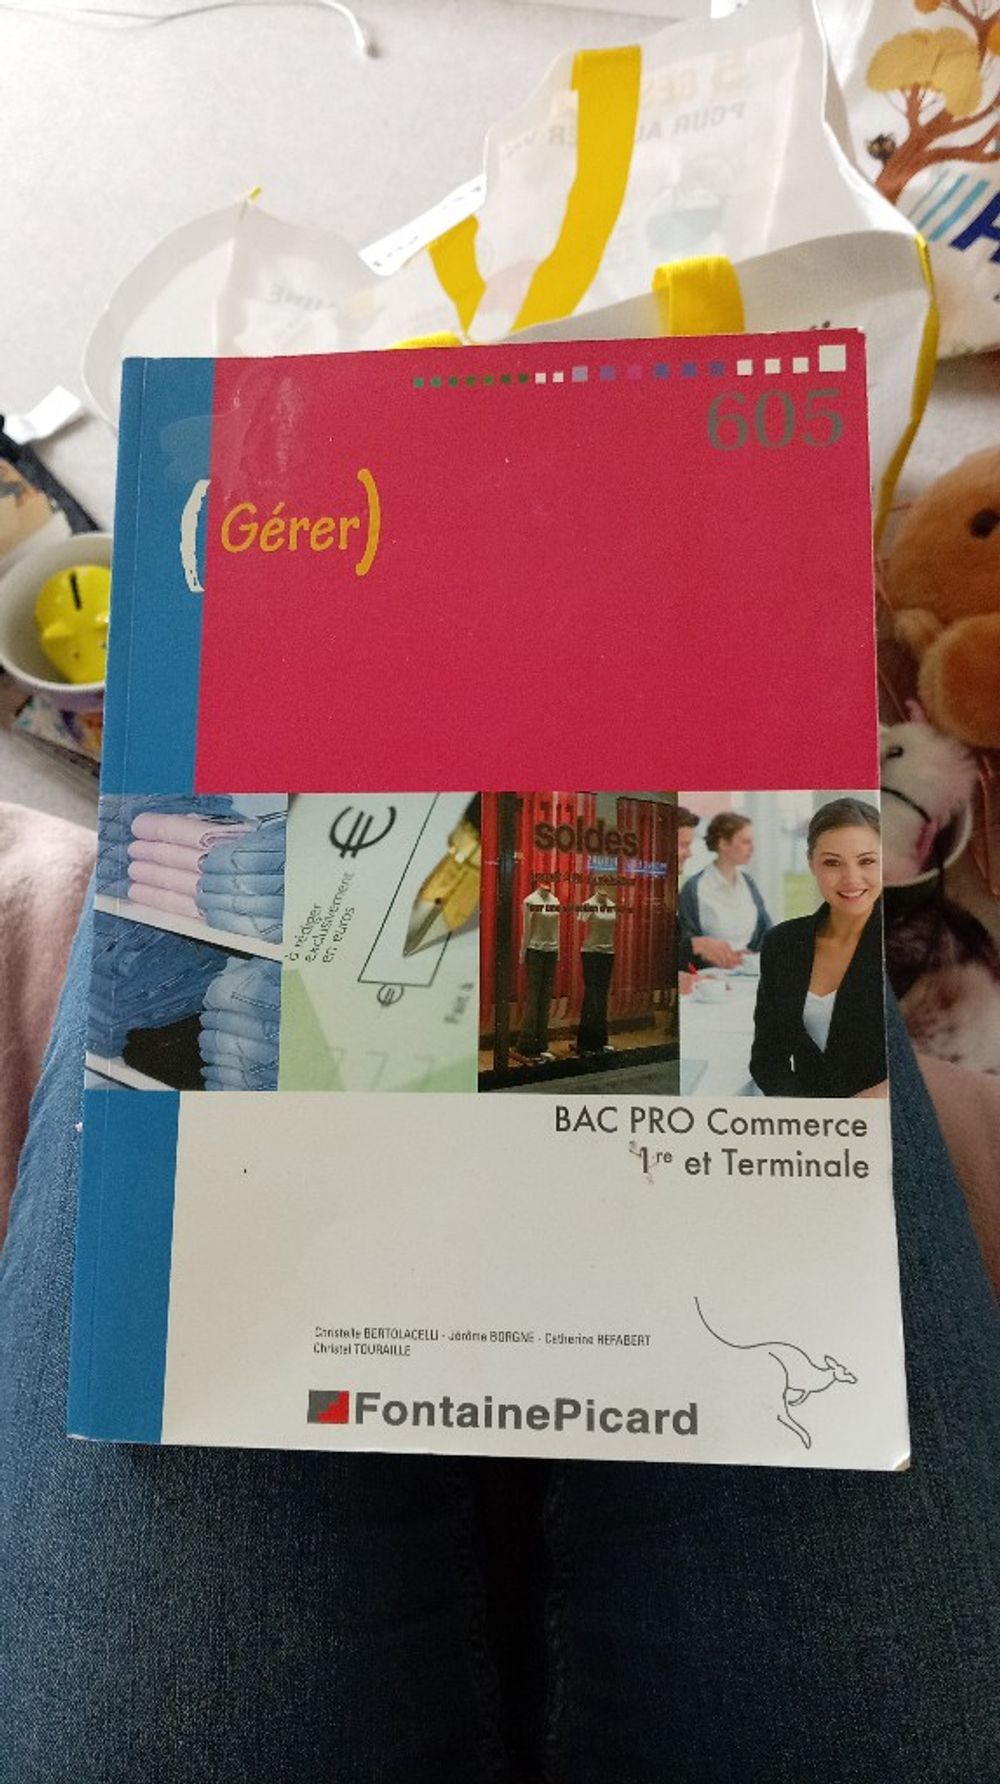 605
(Gérer)
€
à rédiger
exclusivement
en euros
€
soldes
BAC PRO Commerce
1re et Terminale
Christelle BERTOLACELLI - Jérôme BORGNE - Catherine REFABERT
Christel TOURAILLE
FontainePicard